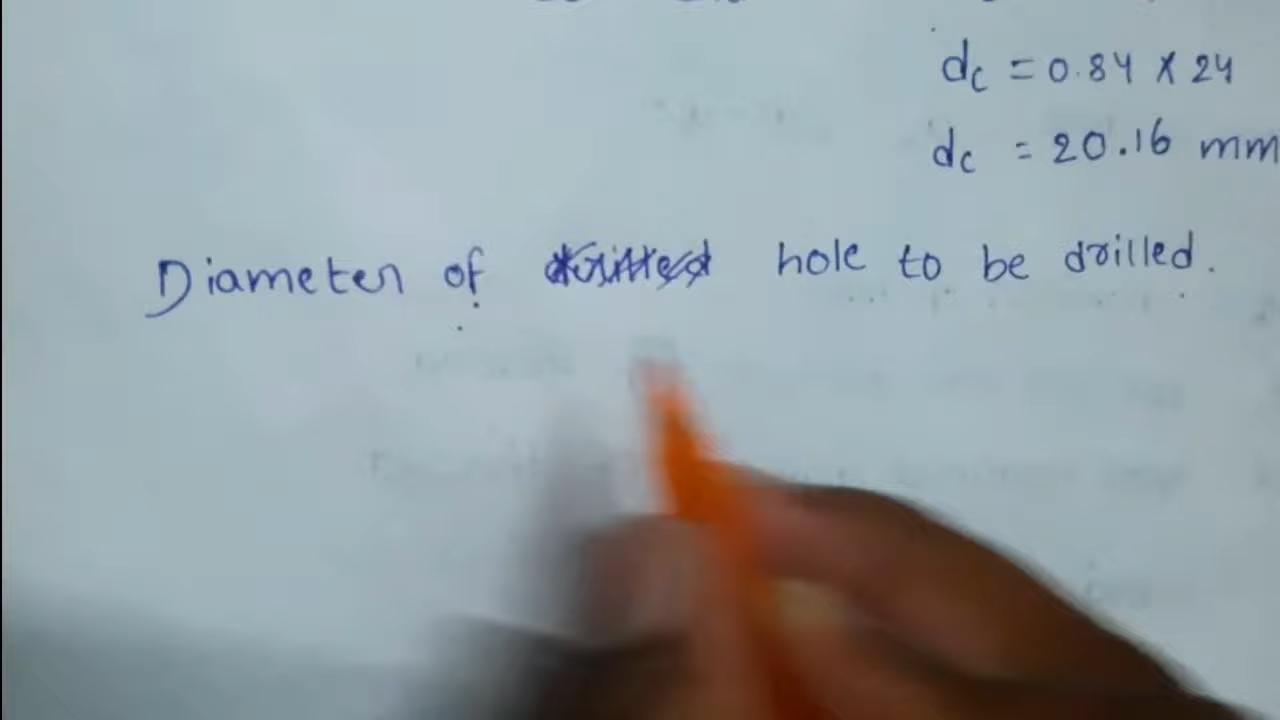 dc = 0.84 x 24
dc = 20.16 mm
Diameter of hole to be drilled.